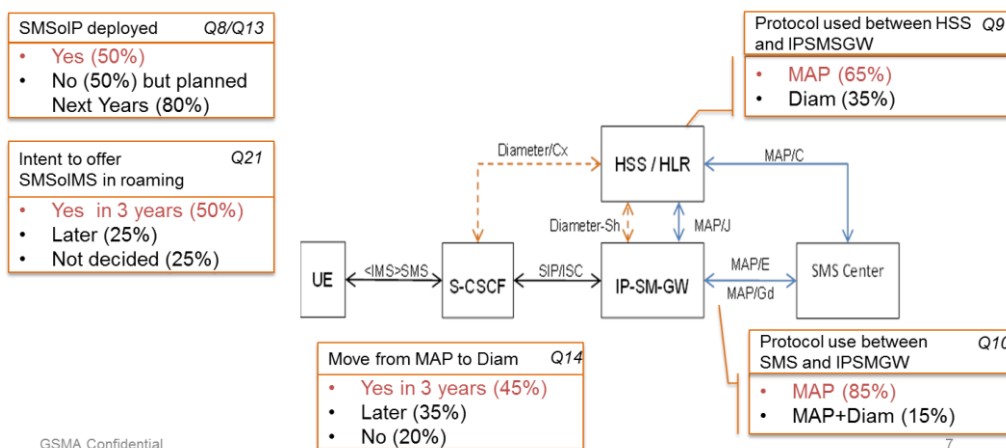 SMSoIP deployed Q8/Q13
• Yes (50%)
• No (50%) but planned
Next Years (80%)
Protocol used between HSS Q9
and IPSMSGW
• MAP (65%)
• Diam (35%)
Intent to offer Q21
SMSoIMS in roaming
• Yes in 3 years (50%)
• Later (25%)
• Not decided (25%)
Diameter/Cx
HSS / HLR
MAP/C
Diameter-Sh
MAP/J
UE
<IMS>SMS
S-CSCF
SIP/ISC
IP-SM-GW
MAP/E
MAP/Gd
SMS Center
Move from MAP to Diam Q14
• Yes in 3 years (45%)
• Later (35%)
• No (20%)
Protocol use between Q10
SMS and IPSMGW
• MAP (85%)
• MAP+Diam (15%)
GSMA Confidential
7